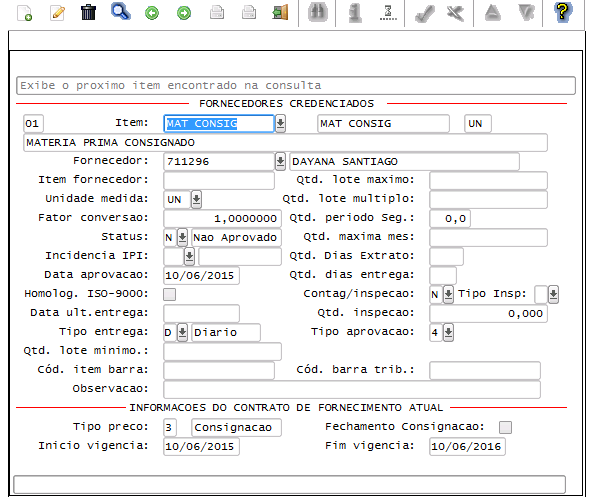 Exibe o proximo item encontrado na consulta
FORNECEDORES CREDENCIADOS
01 Item: MAT CONSIG MAT CONSIG UN
MATERIA PRIMA CONSIGNADO
Fornecedor: 711296 DAYANA SANTIAGO
Item fornecedor: Qtd. lote maximo:
Unidade medida: UN Qtd. lote multiplo:
Fator conversao: 1,0000000 Qtd. periodo Seg.: 0,0
Status: N Nao Aprovado Qtd. maxima mes:
Incidencia IPI: Qtd. Dias Extrato:
Data aprovacao: 10/06/2015 Qtd. dias entrega:
Homolog. ISO-9000: Contag/inspecao: N Tipo Insp:
Data ult.entrega: Qtd. inspecao: 0,000
Tipo entrega: D Diario Tipo aprovacao: 4
Qtd. lote minimo.:
Cód. item barra: Cód. barra trib.:
Observacao:
INFORMACOES DO CONTRATO DE FORNECIMENTO ATUAL
Tipo preco: 3 Consignacao Fechamento Consignacao:
Inicio vigencia: 10/06/2015 Fim vigencia: 10/06/2016